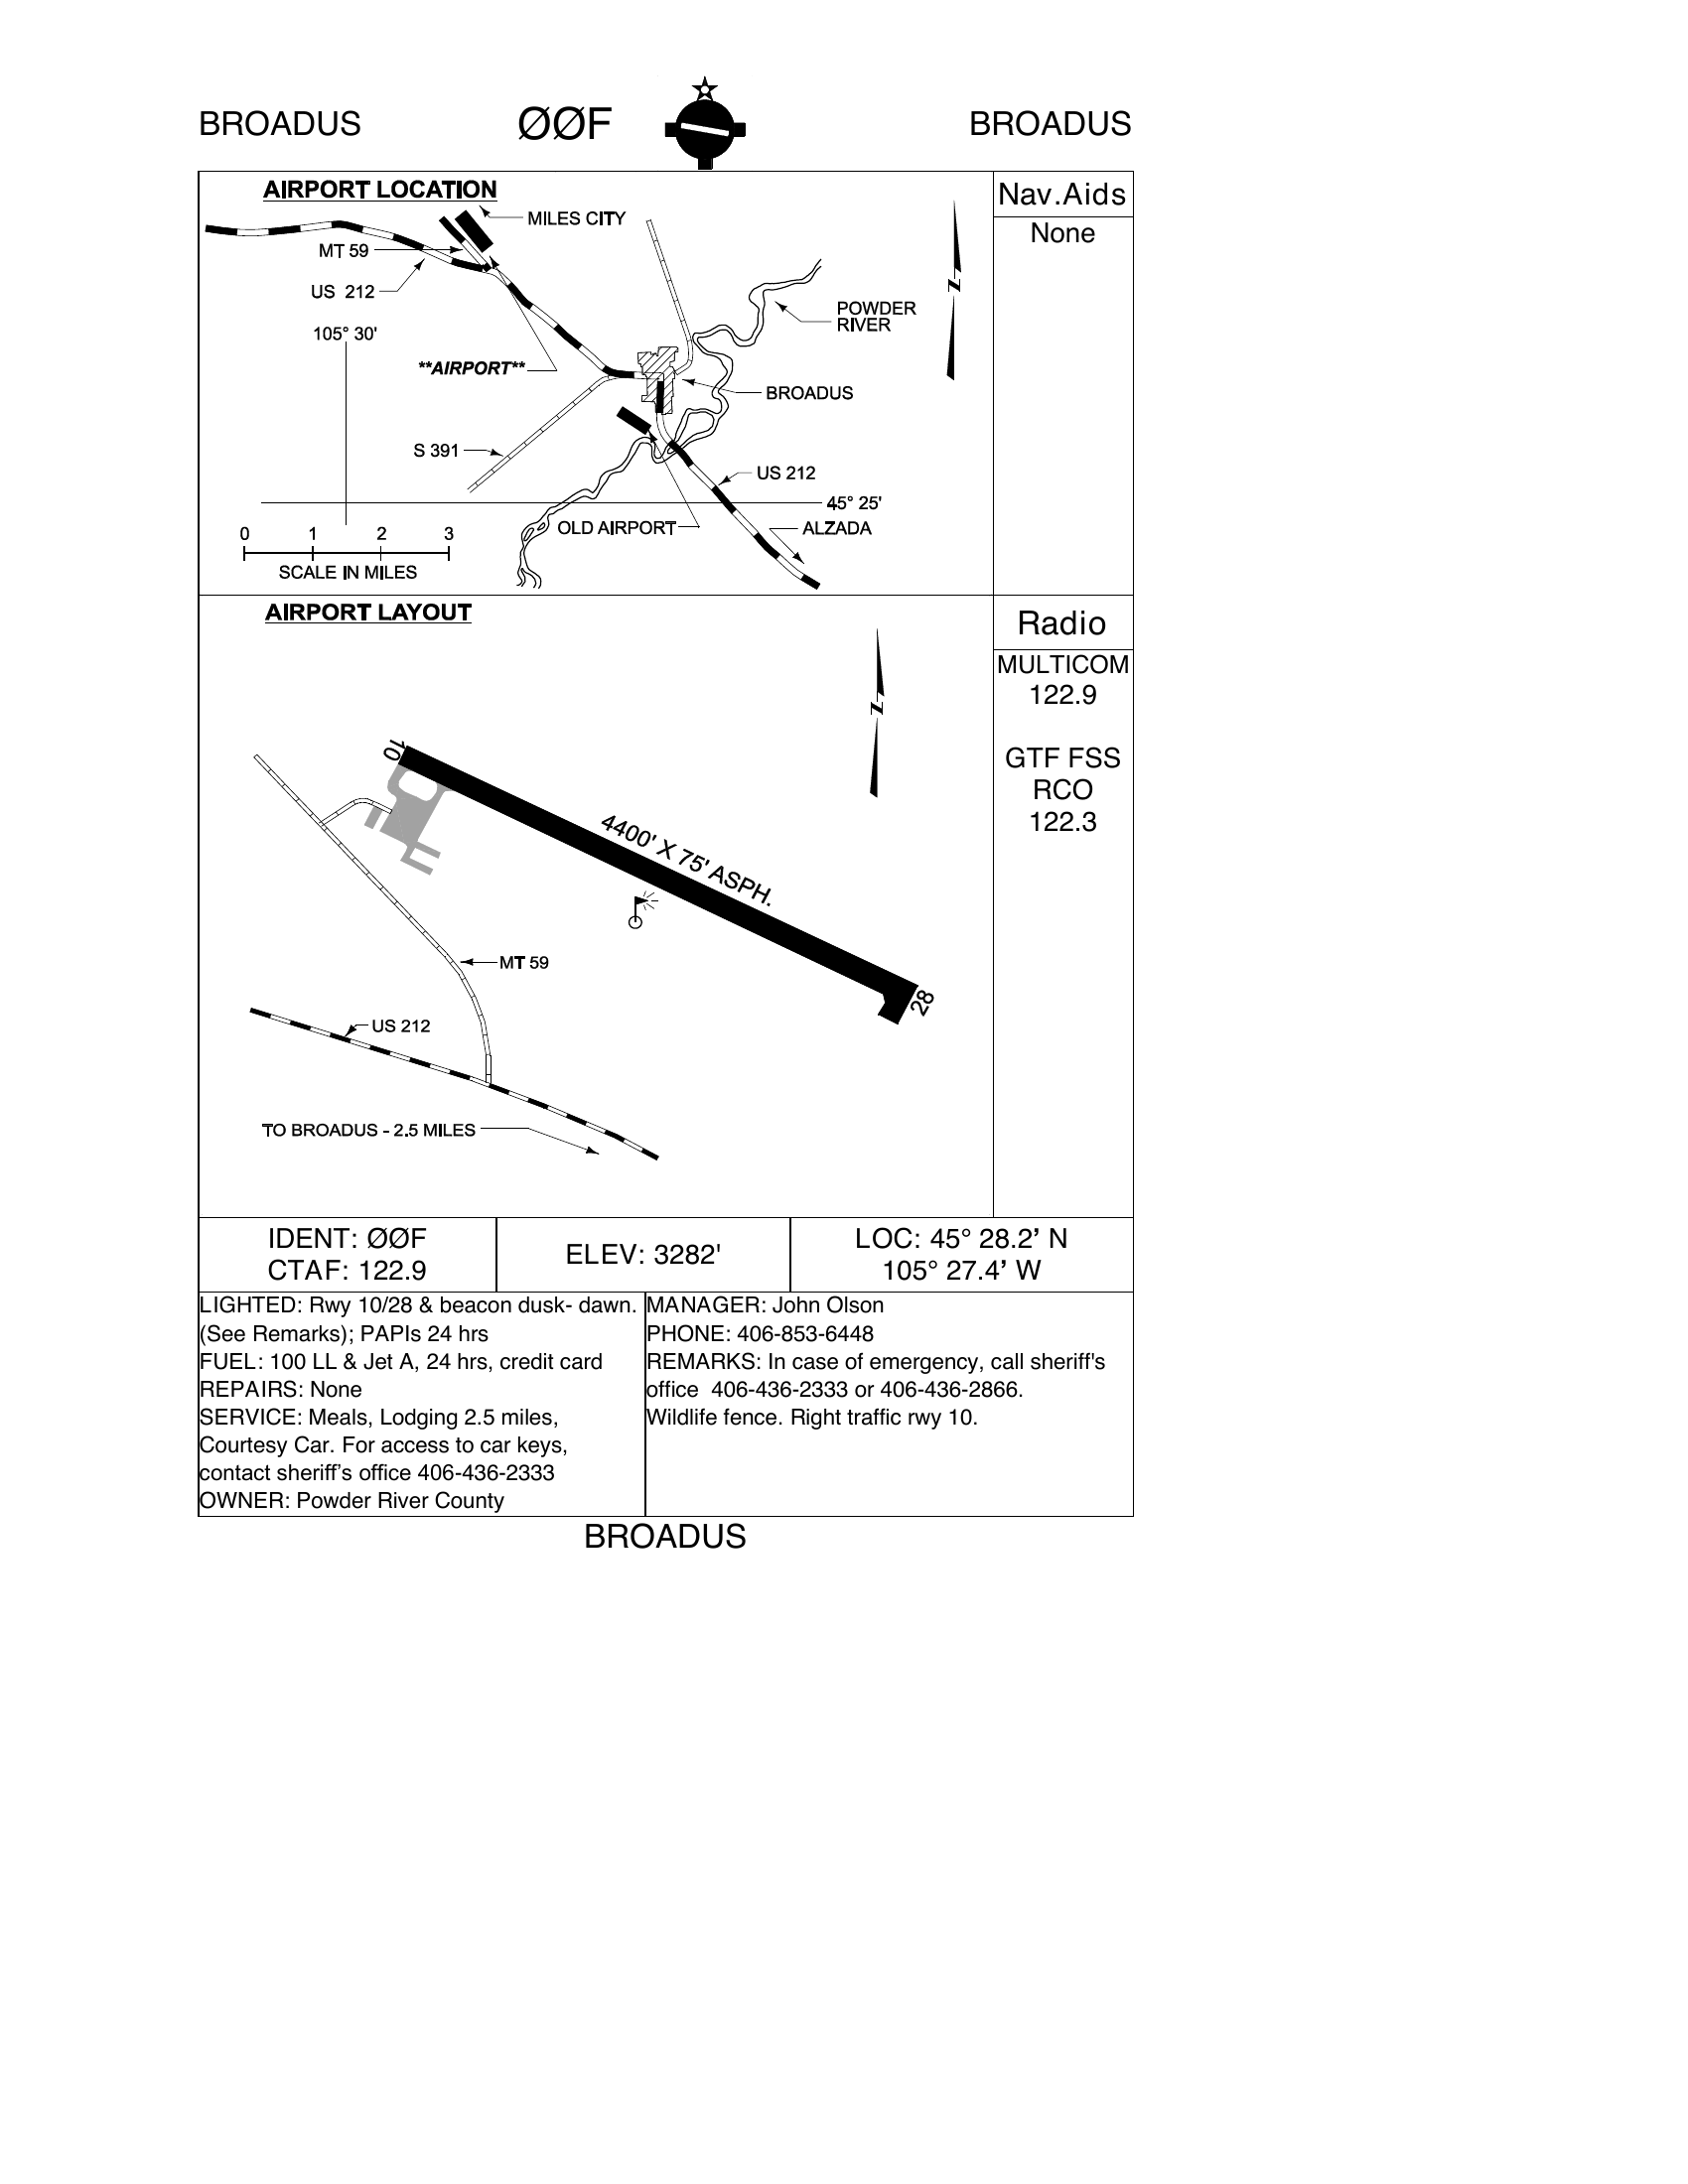 BROADUS ØØF BROADUS
AIRPORT LOCATION
MILES CITY
MT 59
US 212
105° 30'
**AIRPORT**
POWDER
RIVER
BROADUS
S 391
US 212
45° 25'
OLD AIRPORT
ALZADA
0 1 2 3
SCALE IN MILES
N
Nav.Aids
None
AIRPORT LAYOUT
N
10
4400' X 75' ASPH.
28
MT 59
US 212
TO BROADUS - 2.5 MILES
Radio
MULTICOM
122.9
GTF FSS
RCO
122.3
IDENT: ØØF
CTAF: 122.9
ELEV: 3282'
LOC: 45° 28.2’ N
105° 27.4’ W
LIGHTED: Rwy 10/28 & beacon dusk- dawn.
(See Remarks); PAPIs 24 hrs
FUEL: 100 LL & Jet A, 24 hrs, credit card
REPAIRS: None
SERVICE: Meals, Lodging 2.5 miles,
Courtesy Car. For access to car keys,
contact sheriff’s office 406-436-2333
OWNER: Powder River County
MANAGER: John Olson
PHONE: 406-853-6448
REMARKS: In case of emergency, call sheriff's
office 406-436-2333 or 406-436-2866.
Wildlife fence. Right traffic rwy 10.
BROADUS